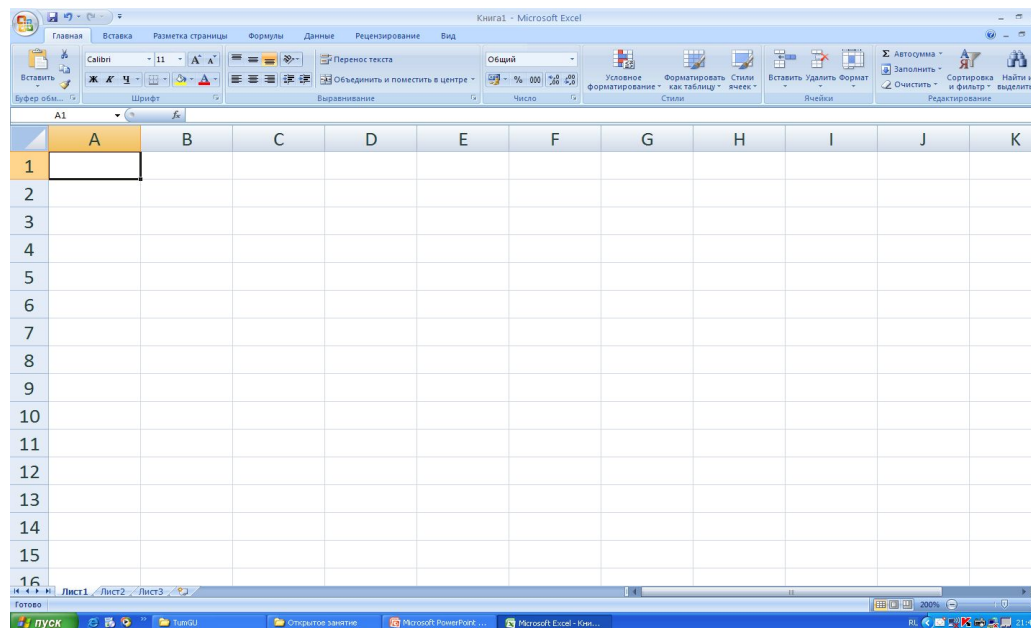 Книга1 - Microsoft Excel
Главная Вставка Разметка страницы Формулы Данные Рецензирование Вид
Вставить
Calibri 11
Ж К Ч
Перенос текста
Объединить и поместить в центре
Общий
% 000
Условное форматирование
Форматировать как таблицу
Стили ячеек
Вставить Удалить Формат
Σ Автосумма
Заполнить
Очистить
Сортировка и фильтр
Найти и
выделить
Буфер обм... Шрифт Выравнивание Число Стили Ячейки Редактирование
A1 fx
A B C D E F G H I J K
1
2
3
4
5
6
7
8
9
10
11
12
13
14
15
16
Лист1 Лист2 Лист3
Готово 200%
пуск TumGU Открытое занятие Microsoft PowerPoint ... Microsoft Excel - Кни... RL